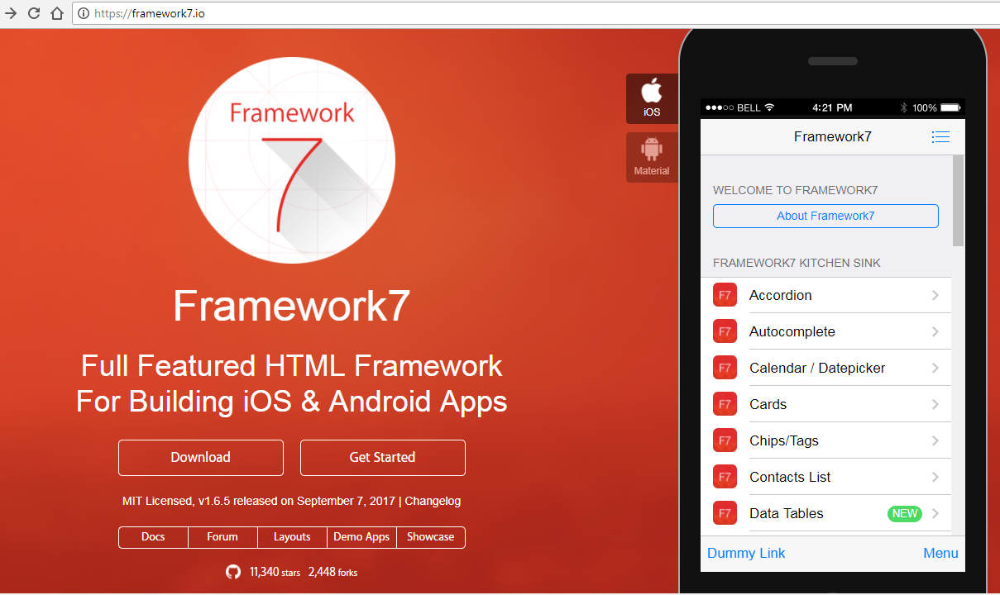 https://framework7.io
Framework
7
Framework7
Full Featured HTML Framework
For Building iOS & Android Apps
Download
Get Started
MIT Licensed, v1.6.5 released on September 7, 2017 | Changelog
Docs
Forum
Layouts
Demo Apps
Showcase
11,340 stars 2,448 forks
iOS
Material
BELL
4:21 PM
100%
Framework7
WELCOME TO FRAMEWORK7
About Framework7
FRAMEWORK7 KITCHEN SINK
F7 Accordion
F7 Autocomplete
F7 Calendar / Datepicker
F7 Cards
F7 Chips/Tags
F7 Contacts List
F7 Data Tables NEW
Dummy Link
Menu